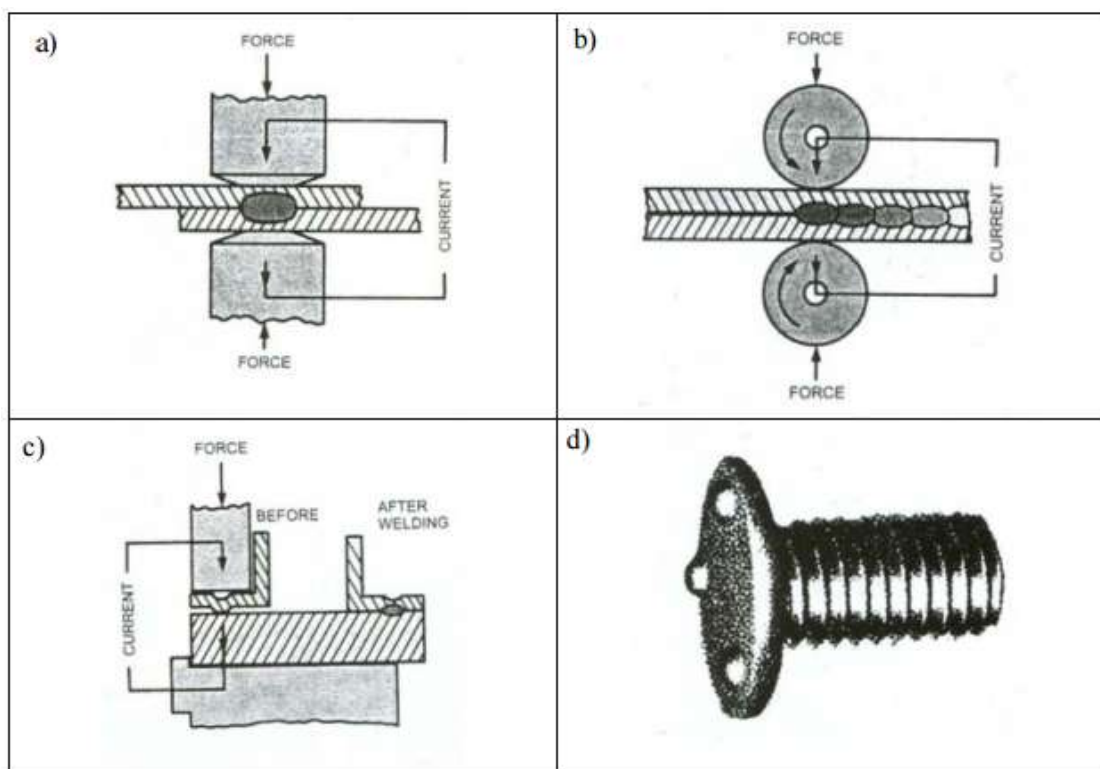 a)
FORCE
CURRENT
FORCE
b)
FORCE
CURRENT
FORCE
c)
FORCE
BEFORE
AFTER
WELDING
CURRENT
d)